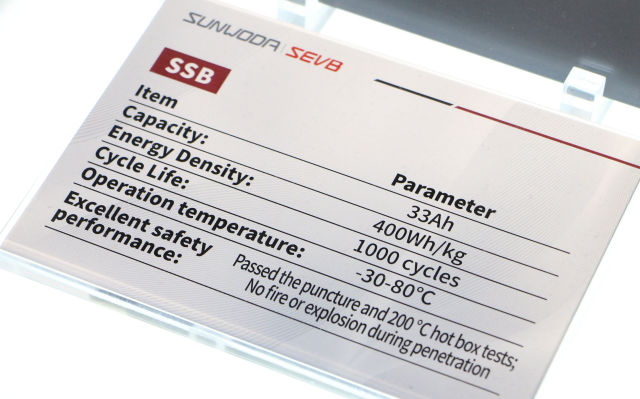 SUNWODA | SEVB
SSB
Item Parameter
Capacity: 33Ah
Energy Density: 400Wh/kg
Cycle Life: 1000 cycles
Operation temperature: -30-80°C
Excellent safety Passed the puncture and 200 °C hot box tests;
performance: No fire or explosion during penetration